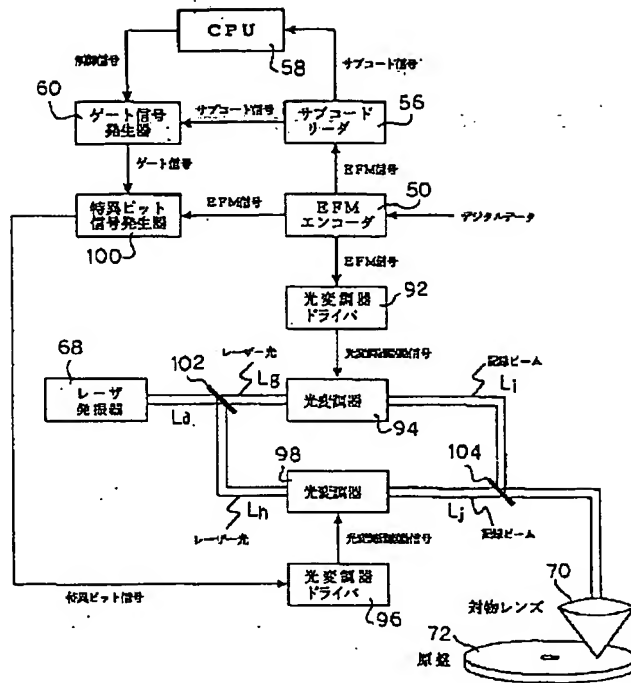 CPU
58
サブコード信号
制御信号
60
ゲート信号
発生器
サブコード信号
サブコード
リーダ
56
ゲート信号
EFM信号
特異ピット
信号発生器
100
EFM信号
EFM
エンコーダ
50
デジタルデータ
EFM信号
光変調器
ドライバ
92
光変調器駆動信号
68
レーザ
発振器
La
102
レーザー光
Lg
光変調器
94
記録ビーム
Li
98
光変調器
104
Lh
レーザー光
Lj
記録ビーム
光変調器駆動信号
光変調器
ドライバ
96
特異ピット信号
70
対物レンズ
72
原盤